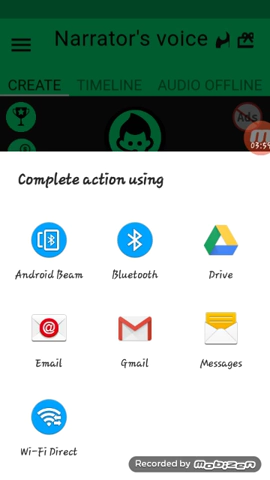 Narrator's voice
CREATE TIMELINE AUDIO OFFLINE
Ads
03:59
Complete action using
Android Beam Bluetooth Drive
Email Gmail Messages
Wi-Fi Direct
Recorded by MOBIZEN